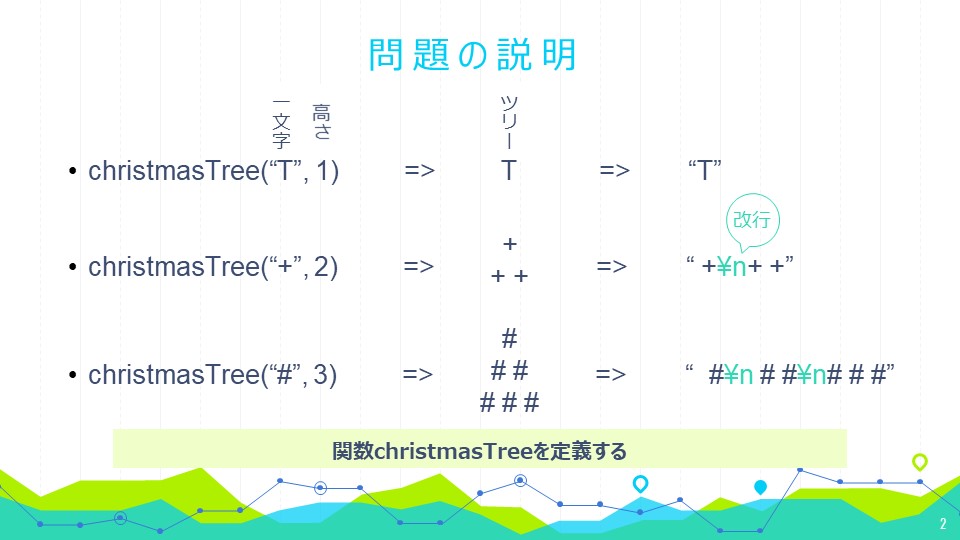 問題の説明
一文字 高さ ツリー
• christmasTree(“T”, 1) => T => “T”
改行
+
• christmasTree(“+”, 2) => + + => “ +¥n+ +”
#
# #
• christmasTree(“#”, 3) => # # # => “  #¥n # ##¥n# # #”
関数christmasTreeを定義する
2